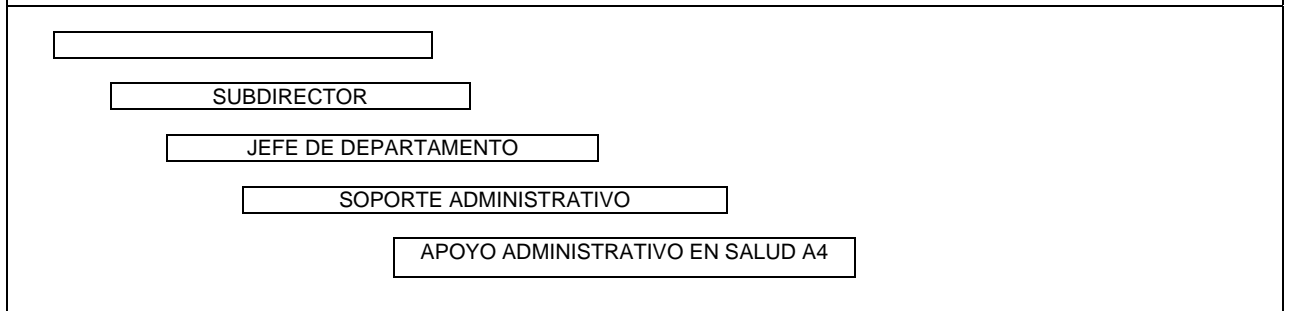 SUBDIRECTOR
JEFE DE DEPARTAMENTO
SOPORTE ADMINISTRATIVO
APOYO ADMINISTRATIVO EN SALUD A4